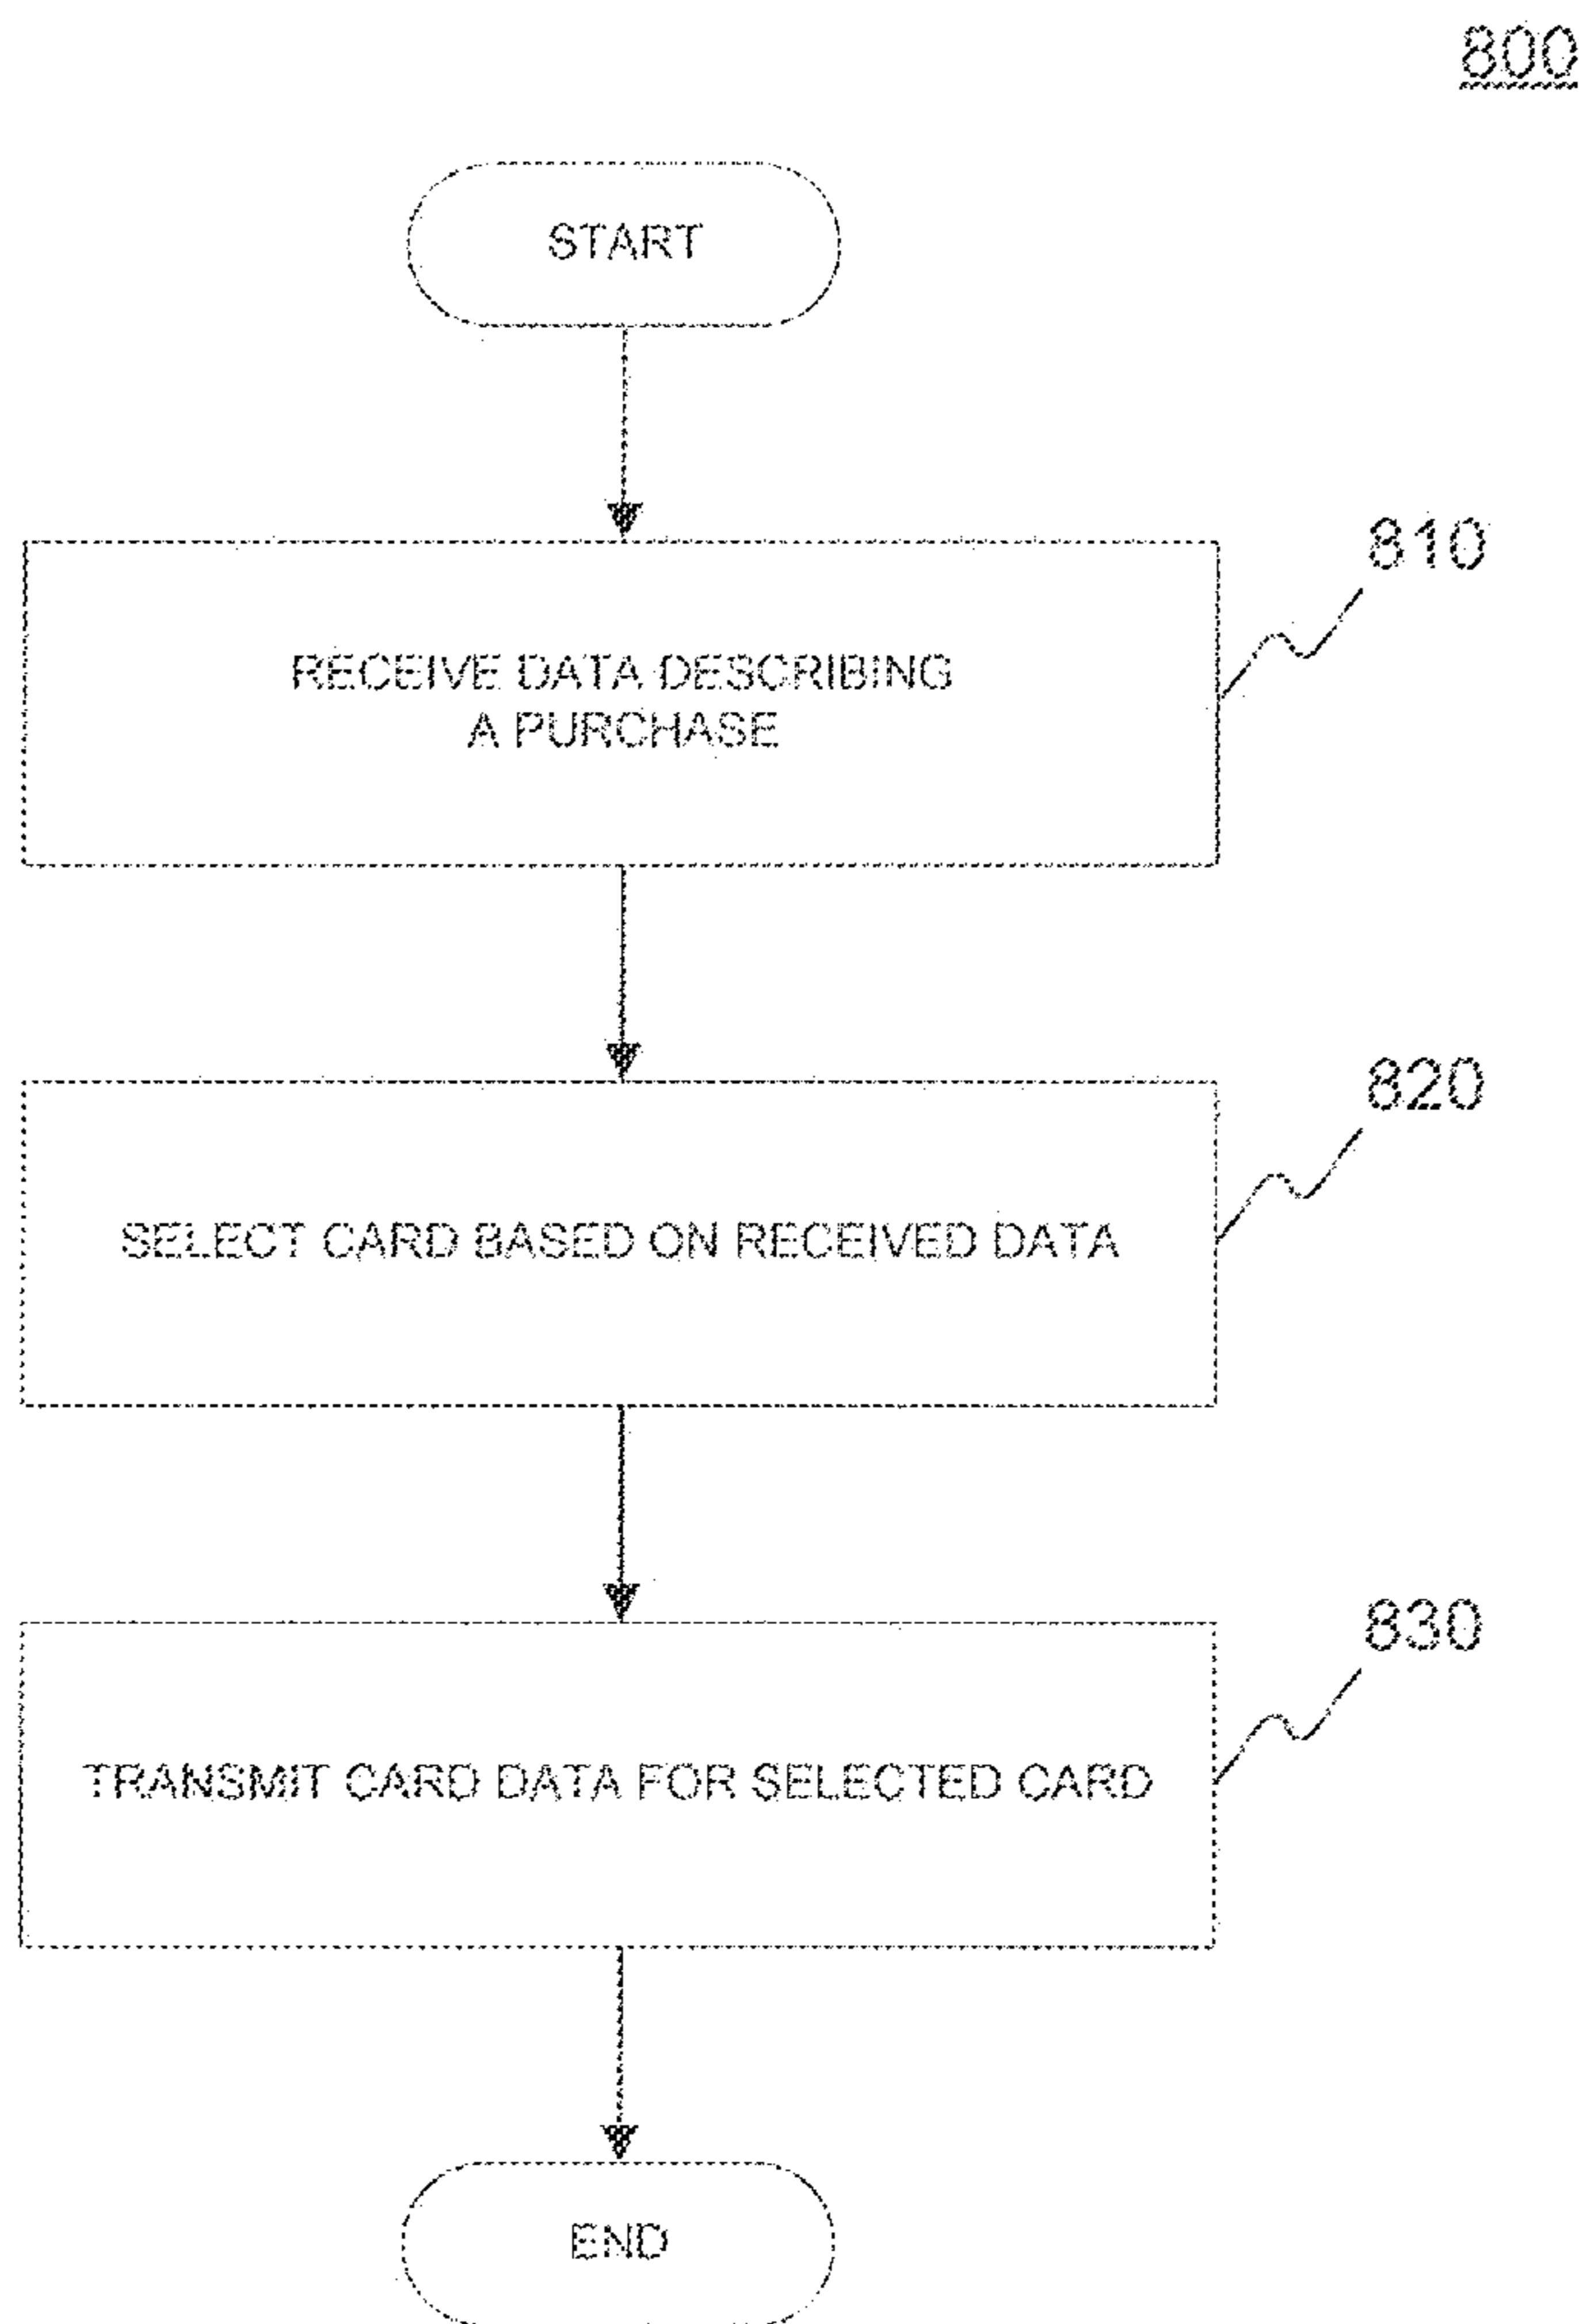 800
START
810
RECEIVE DATA DESCRIBING
A PURCHASE
820
SELECT CARD BASED ON RECEIVED DATA
830
TRANSMIT CARD DATA FOR SELECTED CARD
END